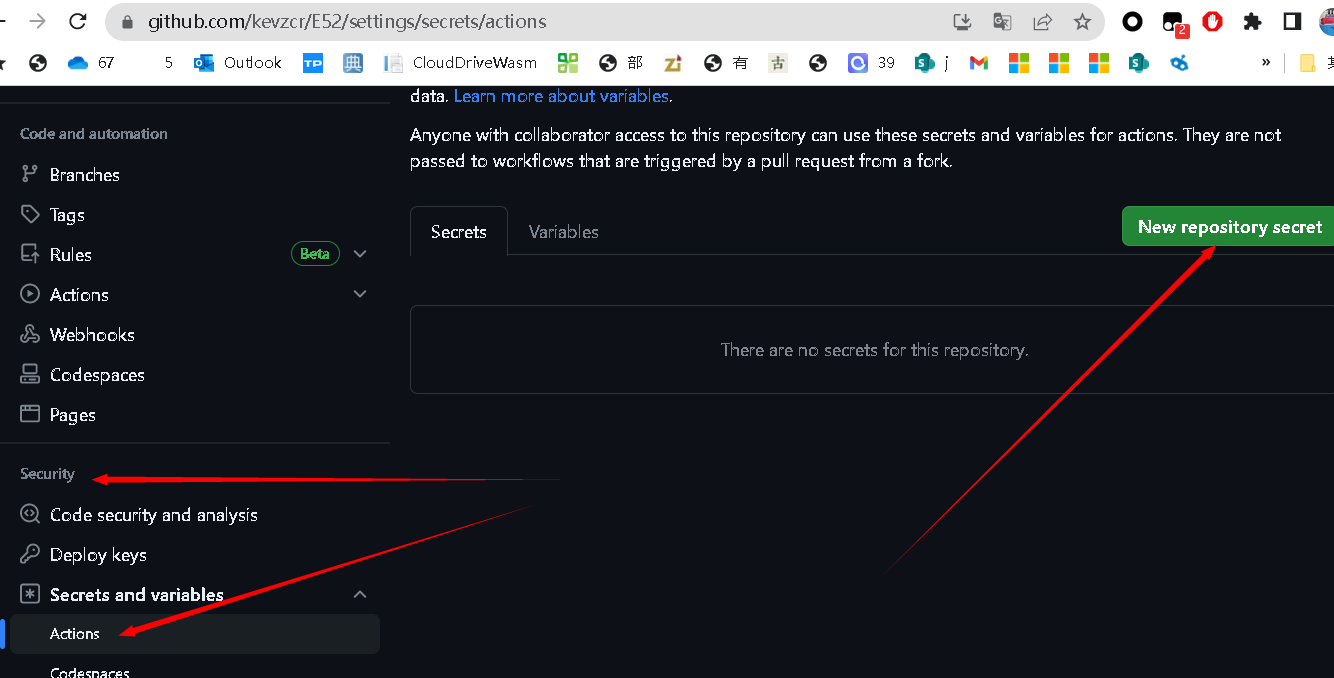 github.com/kevzcr/E52/settings/secrets/actions
2
67
5
Outlook
TP
CloudDriveWasm
部
有
古
39
j
»
data. Learn more about variables.
Anyone with collaborator access to this repository can use these secrets and variables for actions. They are not
passed to workflows that are triggered by a pull request from a fork.
Code and automation
Branches
Tags
Rules
Beta
Actions
Webhooks
Codespaces
Pages
Security
Code security and analysis
Deploy keys
Secrets and variables
Actions
Codespaces
Secrets
Variables
New repository secret
There are no secrets for this repository.